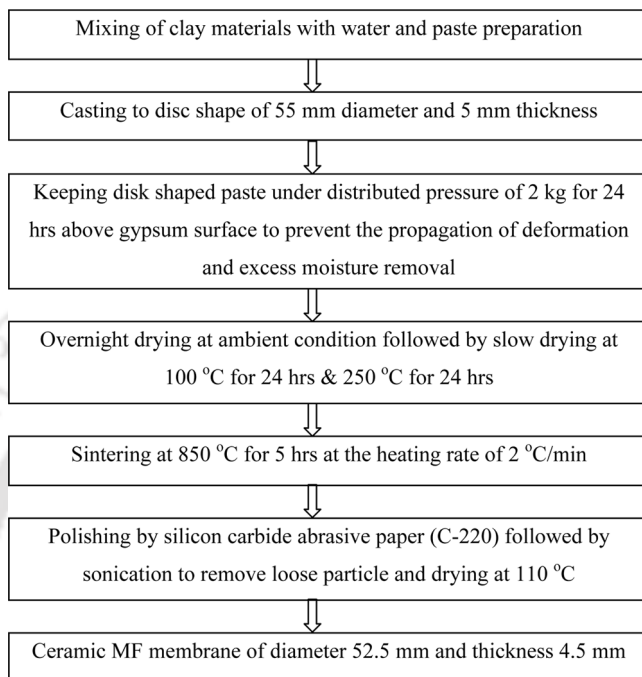 Mixing of clay materials with water and paste preparation
Casting to disc shape of 55 mm diameter and 5 mm thickness
Keeping disk shaped paste under distributed pressure of 2 kg for 24
hrs above gypsum surface to prevent the propagation of deformation
and excess moisture removal
Overnight drying at ambient condition followed by slow drying at
100 °C for 24 hrs & 250 °C for 24 hrs
Sintering at 850 °C for 5 hrs at the heating rate of 2 °C/min
Polishing by silicon carbide abrasive paper (C-220) followed by
sonication to remove loose particle and drying at 110 °C
Ceramic MF membrane of diameter 52.5 mm and thickness 4.5 mm